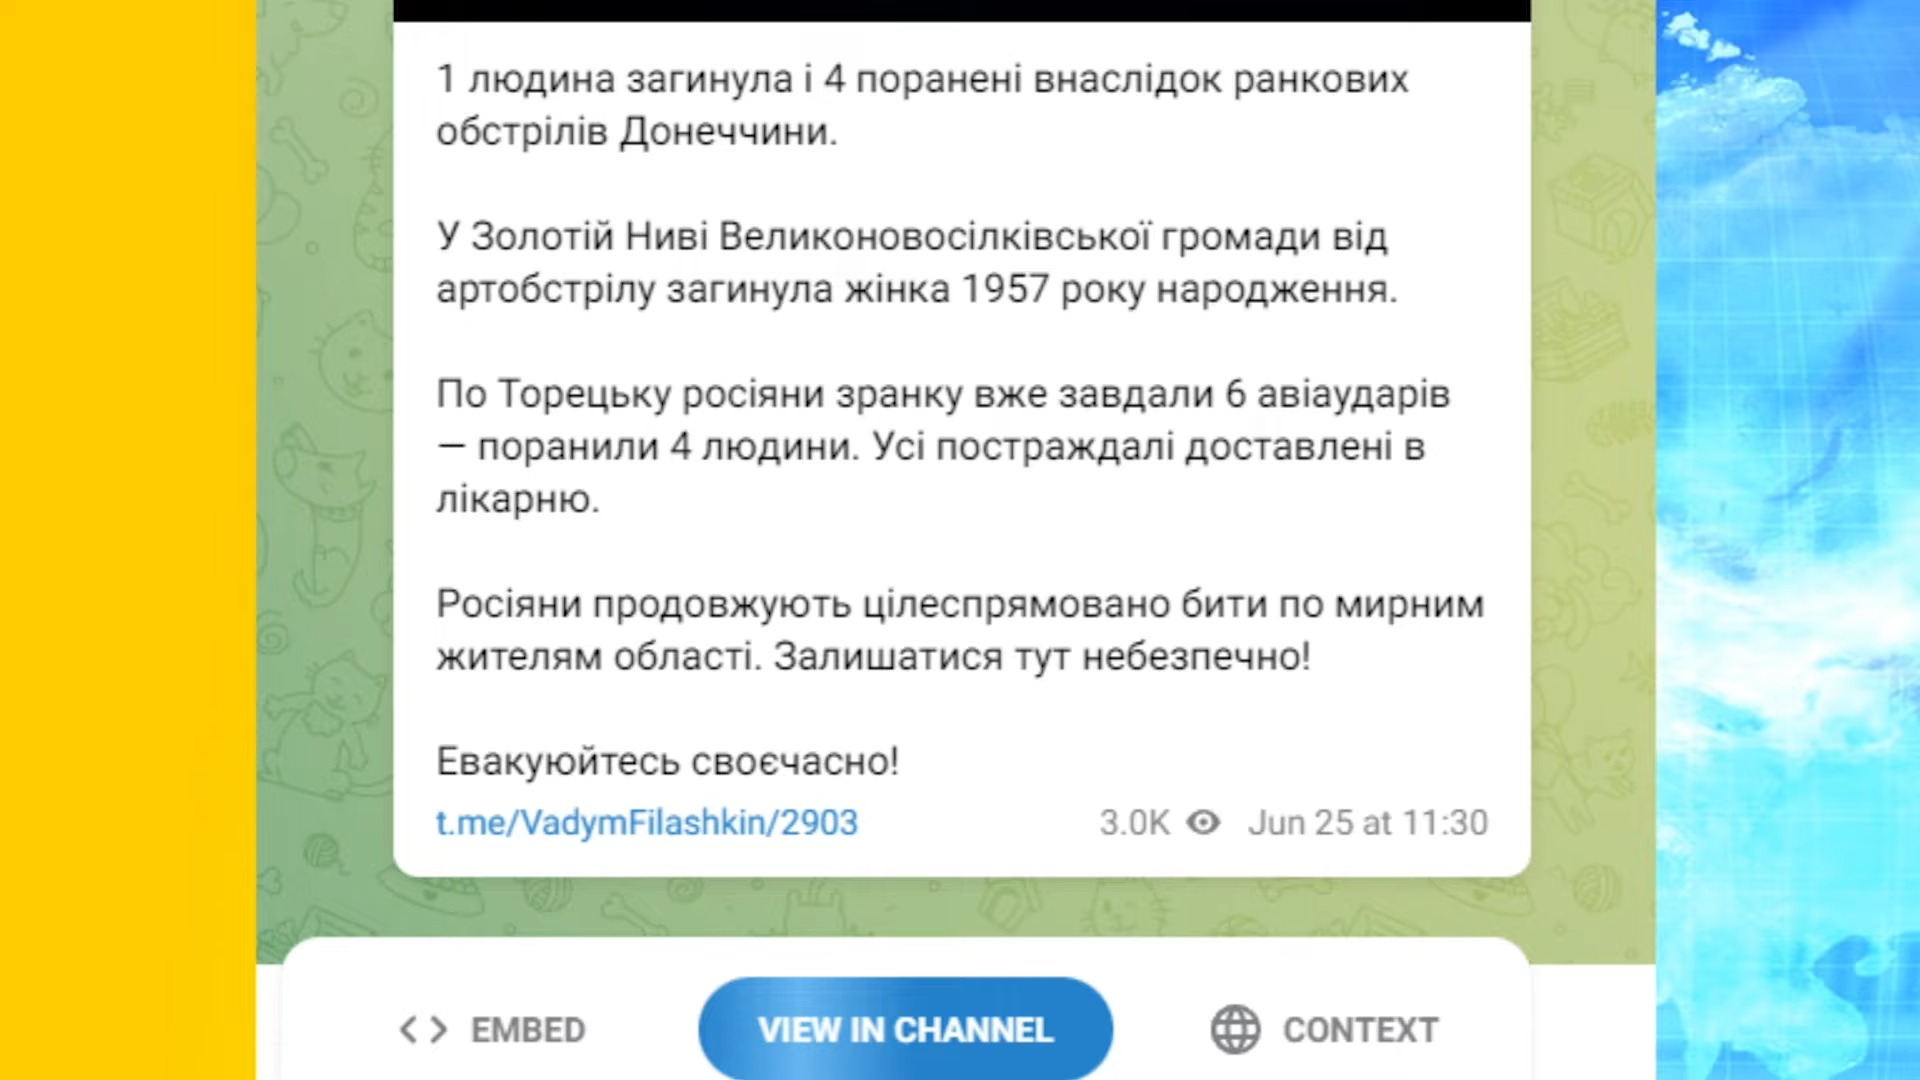 1 людина загинула і 4 поранені внаслідок ранкових
обстрілів Донеччини.
У Золотій Ниві Великоновосілківської громади від
артобстрілу загинула жінка 1957 року народження.
По Торецьку росіяни зранку вже завдали 6 авіаударів
— поранили 4 людини. Усі постраждалі доставлені в
лікарню.
Росіяни продовжують цілеспрямовано бити по мирним
жителям області. Залишатися тут небезпечно!
Евакуюйтесь своєчасно!
t.me/VadymFilashkin/2903 3.0K Jun 25 at 11:30
EMBED VIEW IN CHANNEL CONTEXT